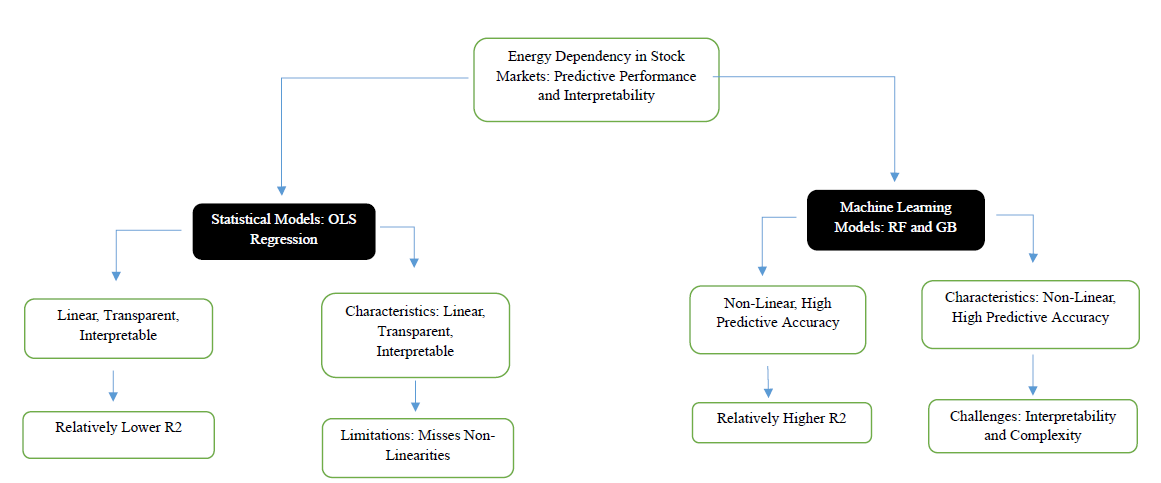 Energy Dependency in Stock
Markets: Predictive Performance
and Interpretability
Statistical Models: OLS
Regression
Machine Learning
Models: RF and GB
Linear, Transparent,
Interpretable
Characteristics: Linear,
Transparent,
Interpretable
Non-Linear, High
Predictive Accuracy
Characteristics: Non-Linear,
High Predictive Accuracy
Relatively Lower R2
Limitations: Misses Non-
Linearities
Relatively Higher R2
Challenges: Interpretability
and Complexity